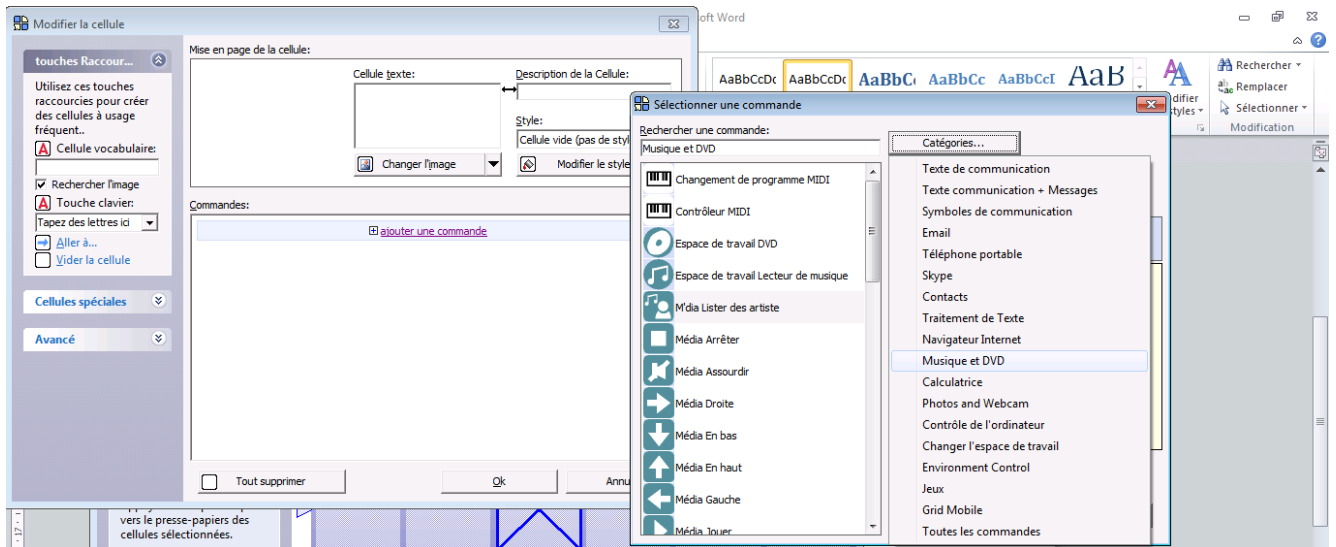 Modifier la cellule
oft Word
touches Raccour...
Utilisez ces touches
raccourcies pour créer
des cellules à usage
fréquent..
A Cellule vocabulaire:
Rechercher l'image
A Touche clavier:
Tapez des lettres ici
Aller à...
Vider la cellule
Cellules spéciales
Avancé
Mise en page de la cellule:
Cellule texte:
Description de la Cellule:
Style:
Cellule vide (pas de styl
Changer l'image
Modifier le style
Commandes:
ajouter une commande
Tout supprimer
Ok
Annu
AaBbCcDc AaBbCcDc AaBbC AaBbCc AaBbCcI AaB
difier
styles
Rechercher
Remplacer
Sélectionner
Modification
Sélectionner une commande
Rechercher une commande:
Musique et DVD
Catégories...
Changement de programme MIDI
Contrôleur MIDI
Espace de travail DVD
Espace de travail Lecteur de musique
M'dia Lister des artiste
Média Arrêter
Média Assourdir
Média Droite
Média En bas
Média En haut
Média Gauche
Média Jouer
Texte de communication
Texte communication + Messages
Symboles de communication
Email
Téléphone portable
Skype
Contacts
Traitement de Texte
Navigateur Internet
Musique et DVD
Calculatrice
Photos and Webcam
Contrôle de l'ordinateur
Changer l'espace de travail
Environment Control
Jeux
Grid Mobile
Toutes les commandes
17
vers le presse-papiers des
cellules sélectionnées.